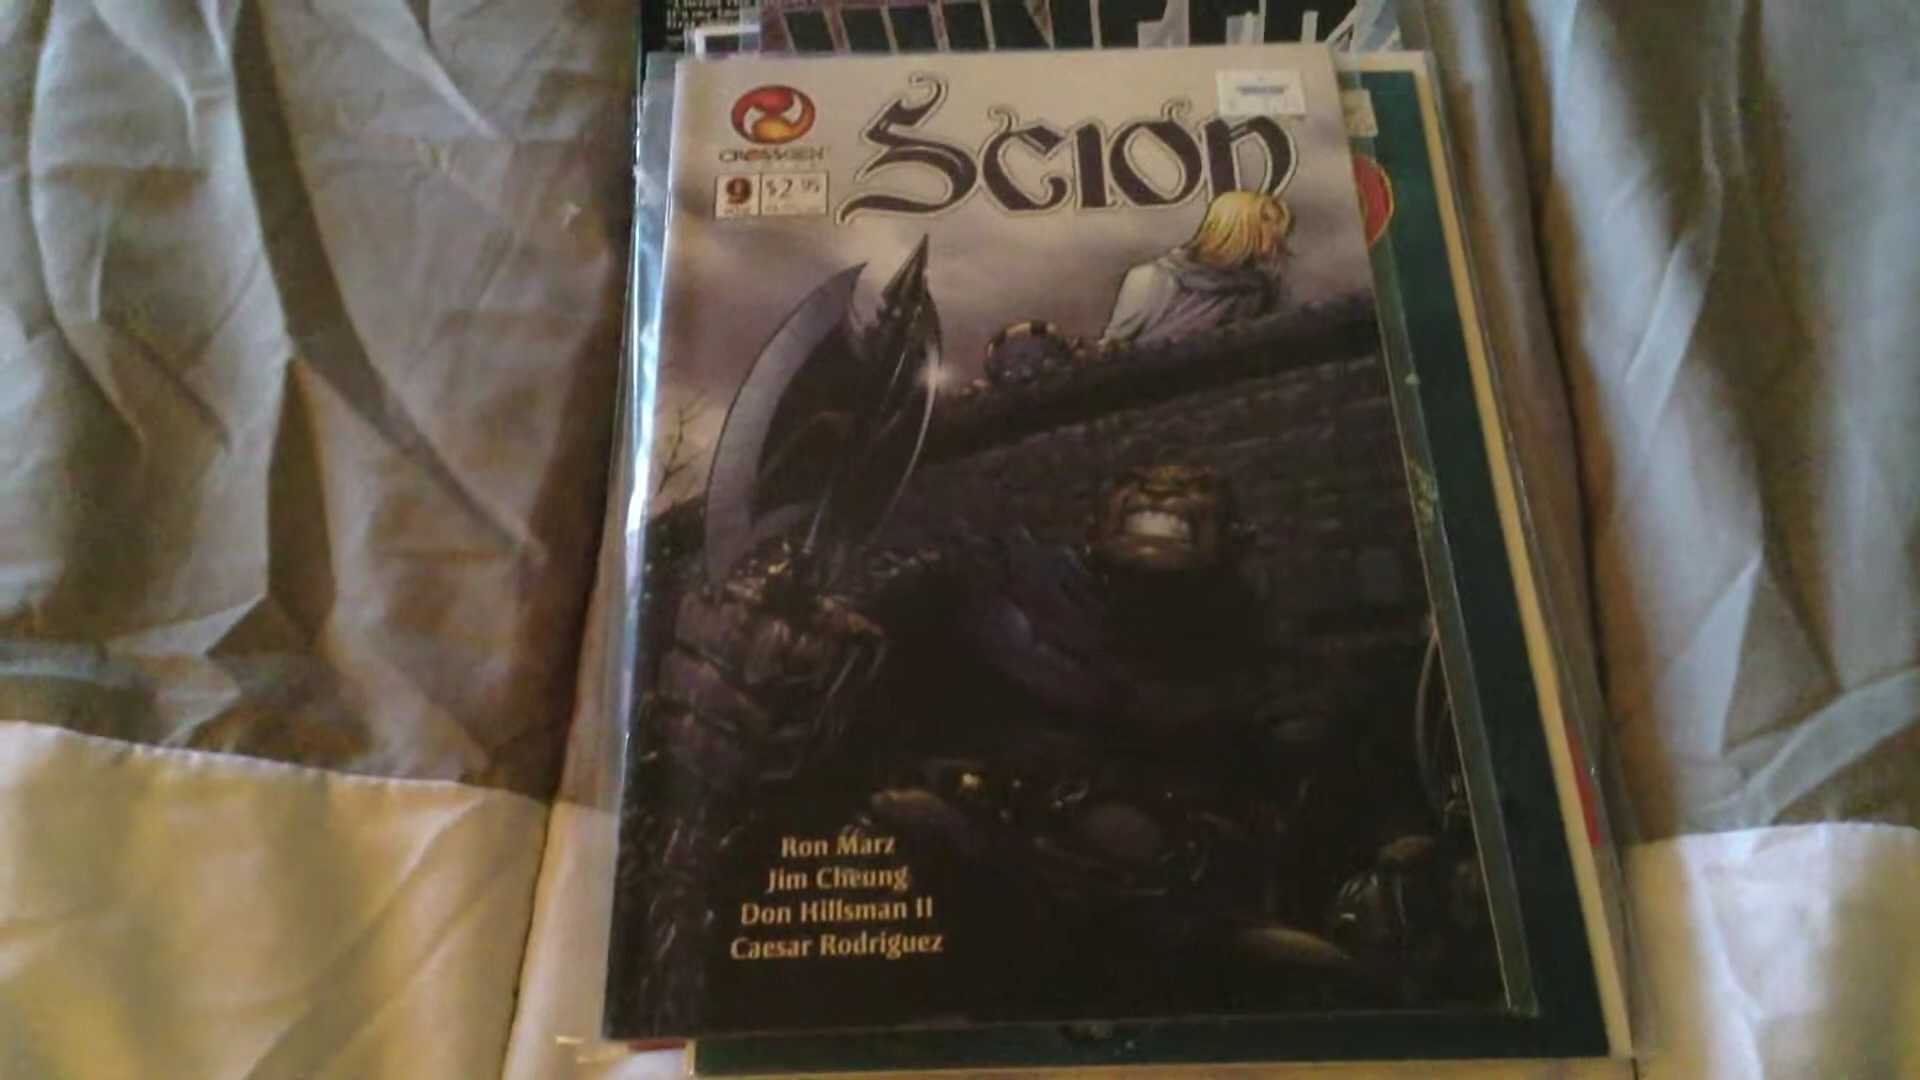 Scion
CROSSGEN
9
$2.95
Ron Marz
Jim Cheung
Don Hillsman II
Caesar Rodriguez